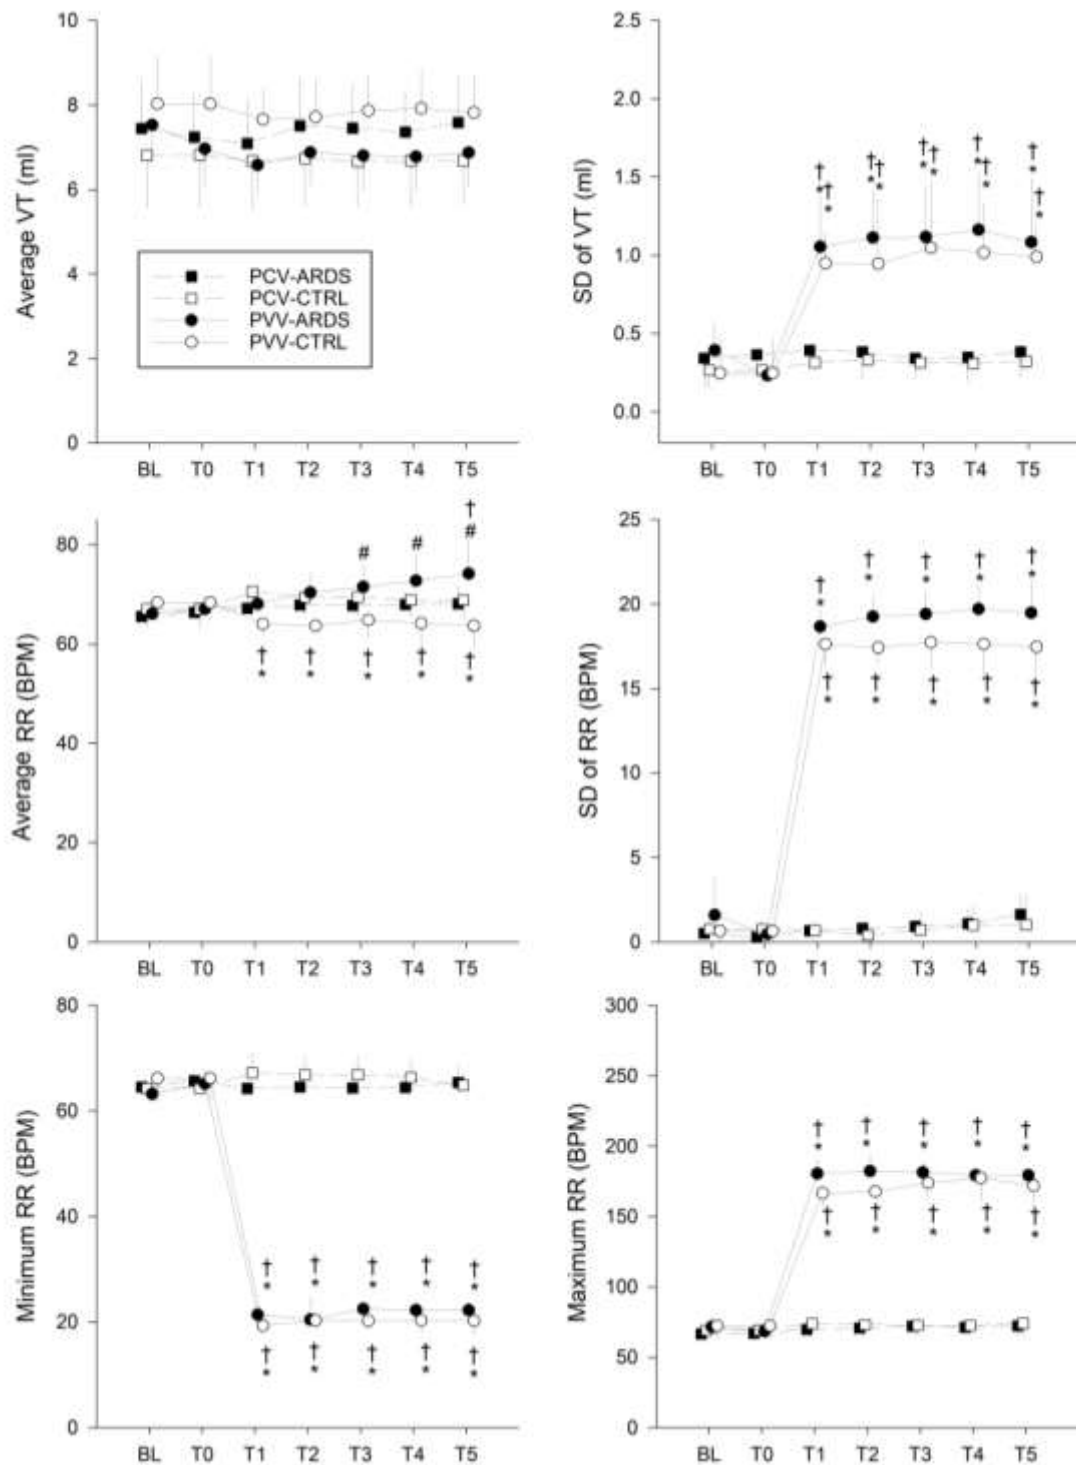 Average VT (ml)
10
8
6
4
2
0
PCV-ARDS
PCV-CTRL
PVV-ARDS
PVV-CTRL
BL T0 T1 T2 T3 T4 T5
SD of VT (ml)
2.5
2.0
1.5
1.0
0.5
0.0
† † † † † † † † † †
* * * * * * * * * *
BL T0 T1 T2 T3 T4 T5
Average RR (BPM)
80
60
40
20
0
†
# # #
† † † † †
* * * * *
BL T0 T1 T2 T3 T4 T5
SD of RR (BPM)
25
20
15
10
5
0
† † † † †
* * * * *
† † † † †
* * * * *
BL T0 T1 T2 T3 T4 T5
Minimum RR (BPM)
80
60
40
20
0
† † † † †
* * * * *
† † † † †
* * * * *
BL T0 T1 T2 T3 T4 T5
Maximum RR (BPM)
300
250
200
150
100
50
0
† † † † †
* * * * *
† † † † †
* * * * *
BL T0 T1 T2 T3 T4 T5